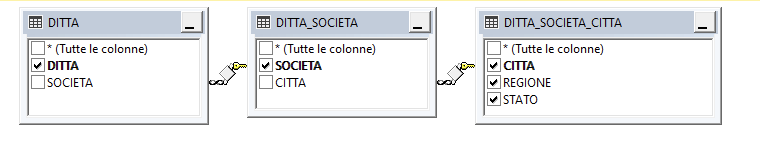 DITTA
* (Tutte le colonne)
DITTA
SOCIETA
DITTA_SOCIETA
* (Tutte le colonne)
SOCIETA
CITTA
DITTA_SOCIETA_CITTA
* (Tutte le colonne)
CITTA
REGIONE
STATO